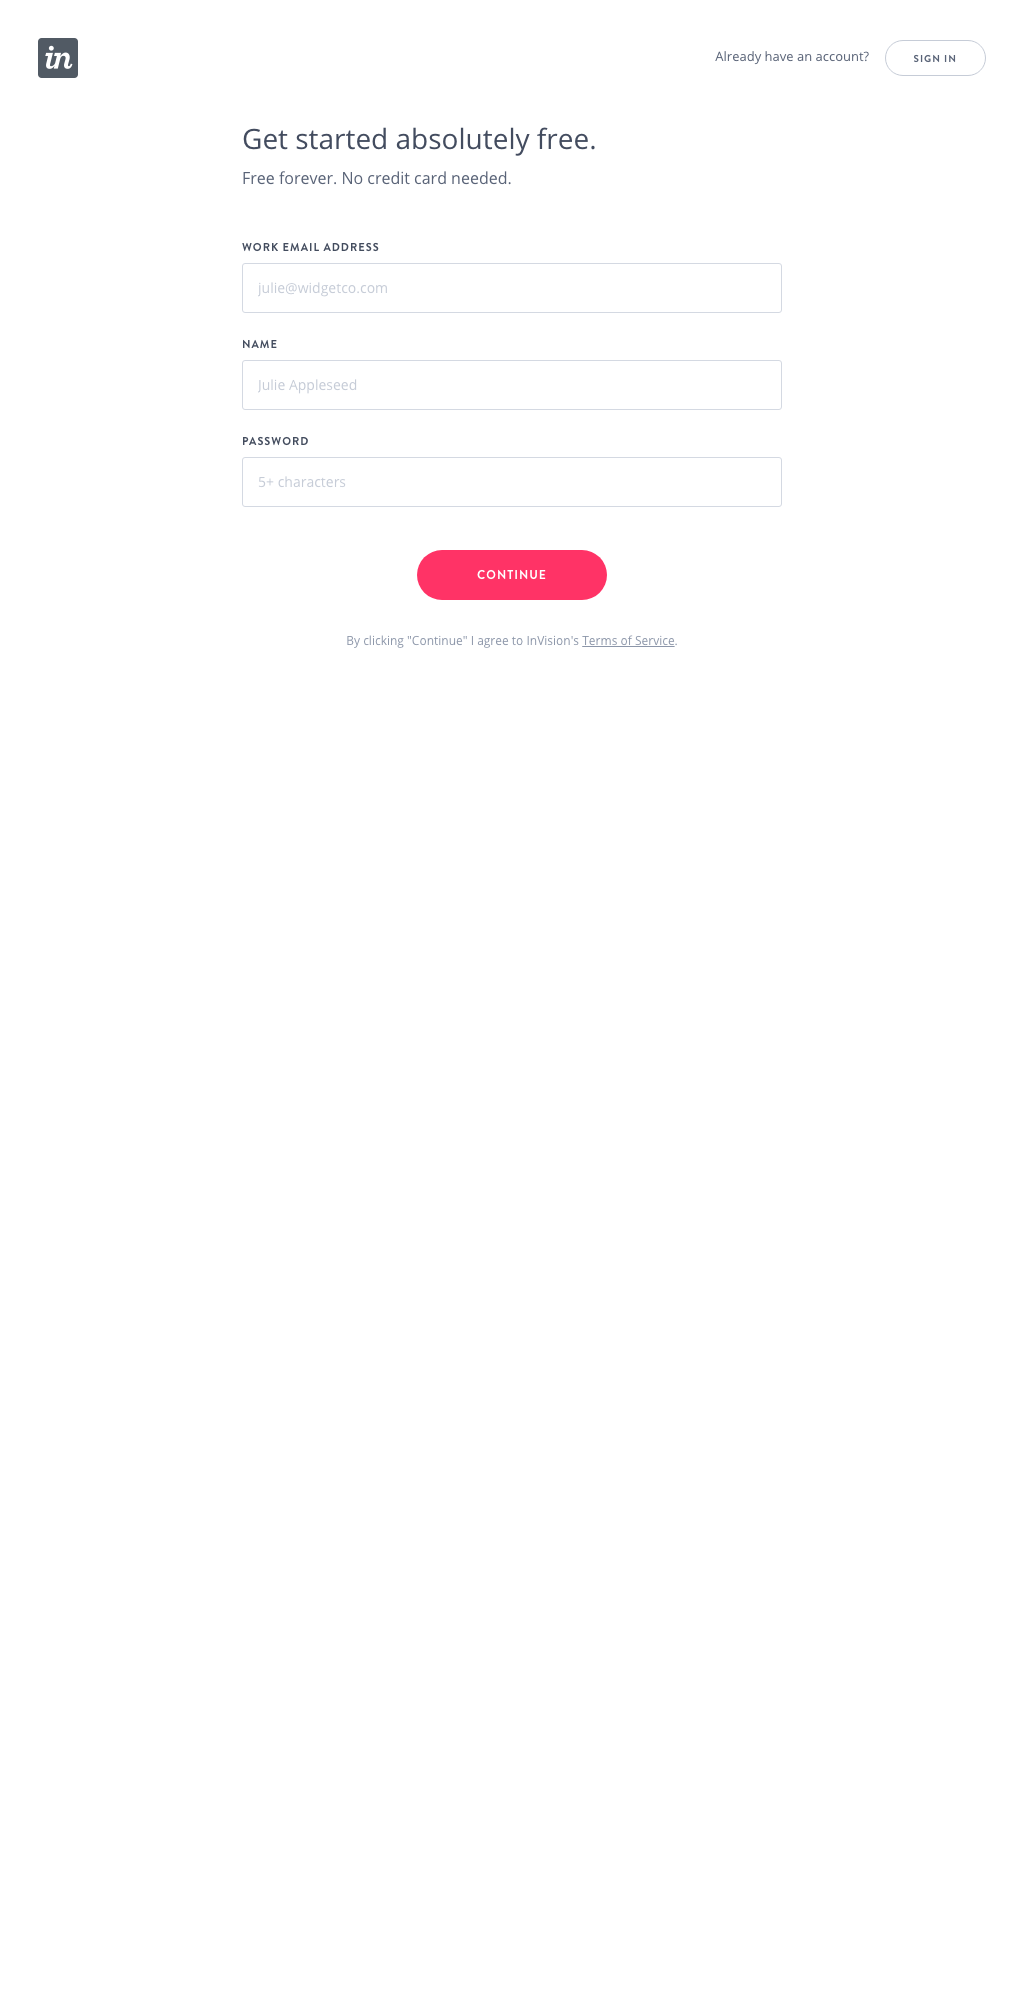 in
Already have an account?
SIGN IN
Get started absolutely free.
Free forever. No credit card needed.
WORK EMAIL ADDRESS
julie@widgetco.com
NAME
Julie Appleseed
PASSWORD
5+ characters
CONTINUE
By clicking "Continue" I agree to InVision's Terms of Service.